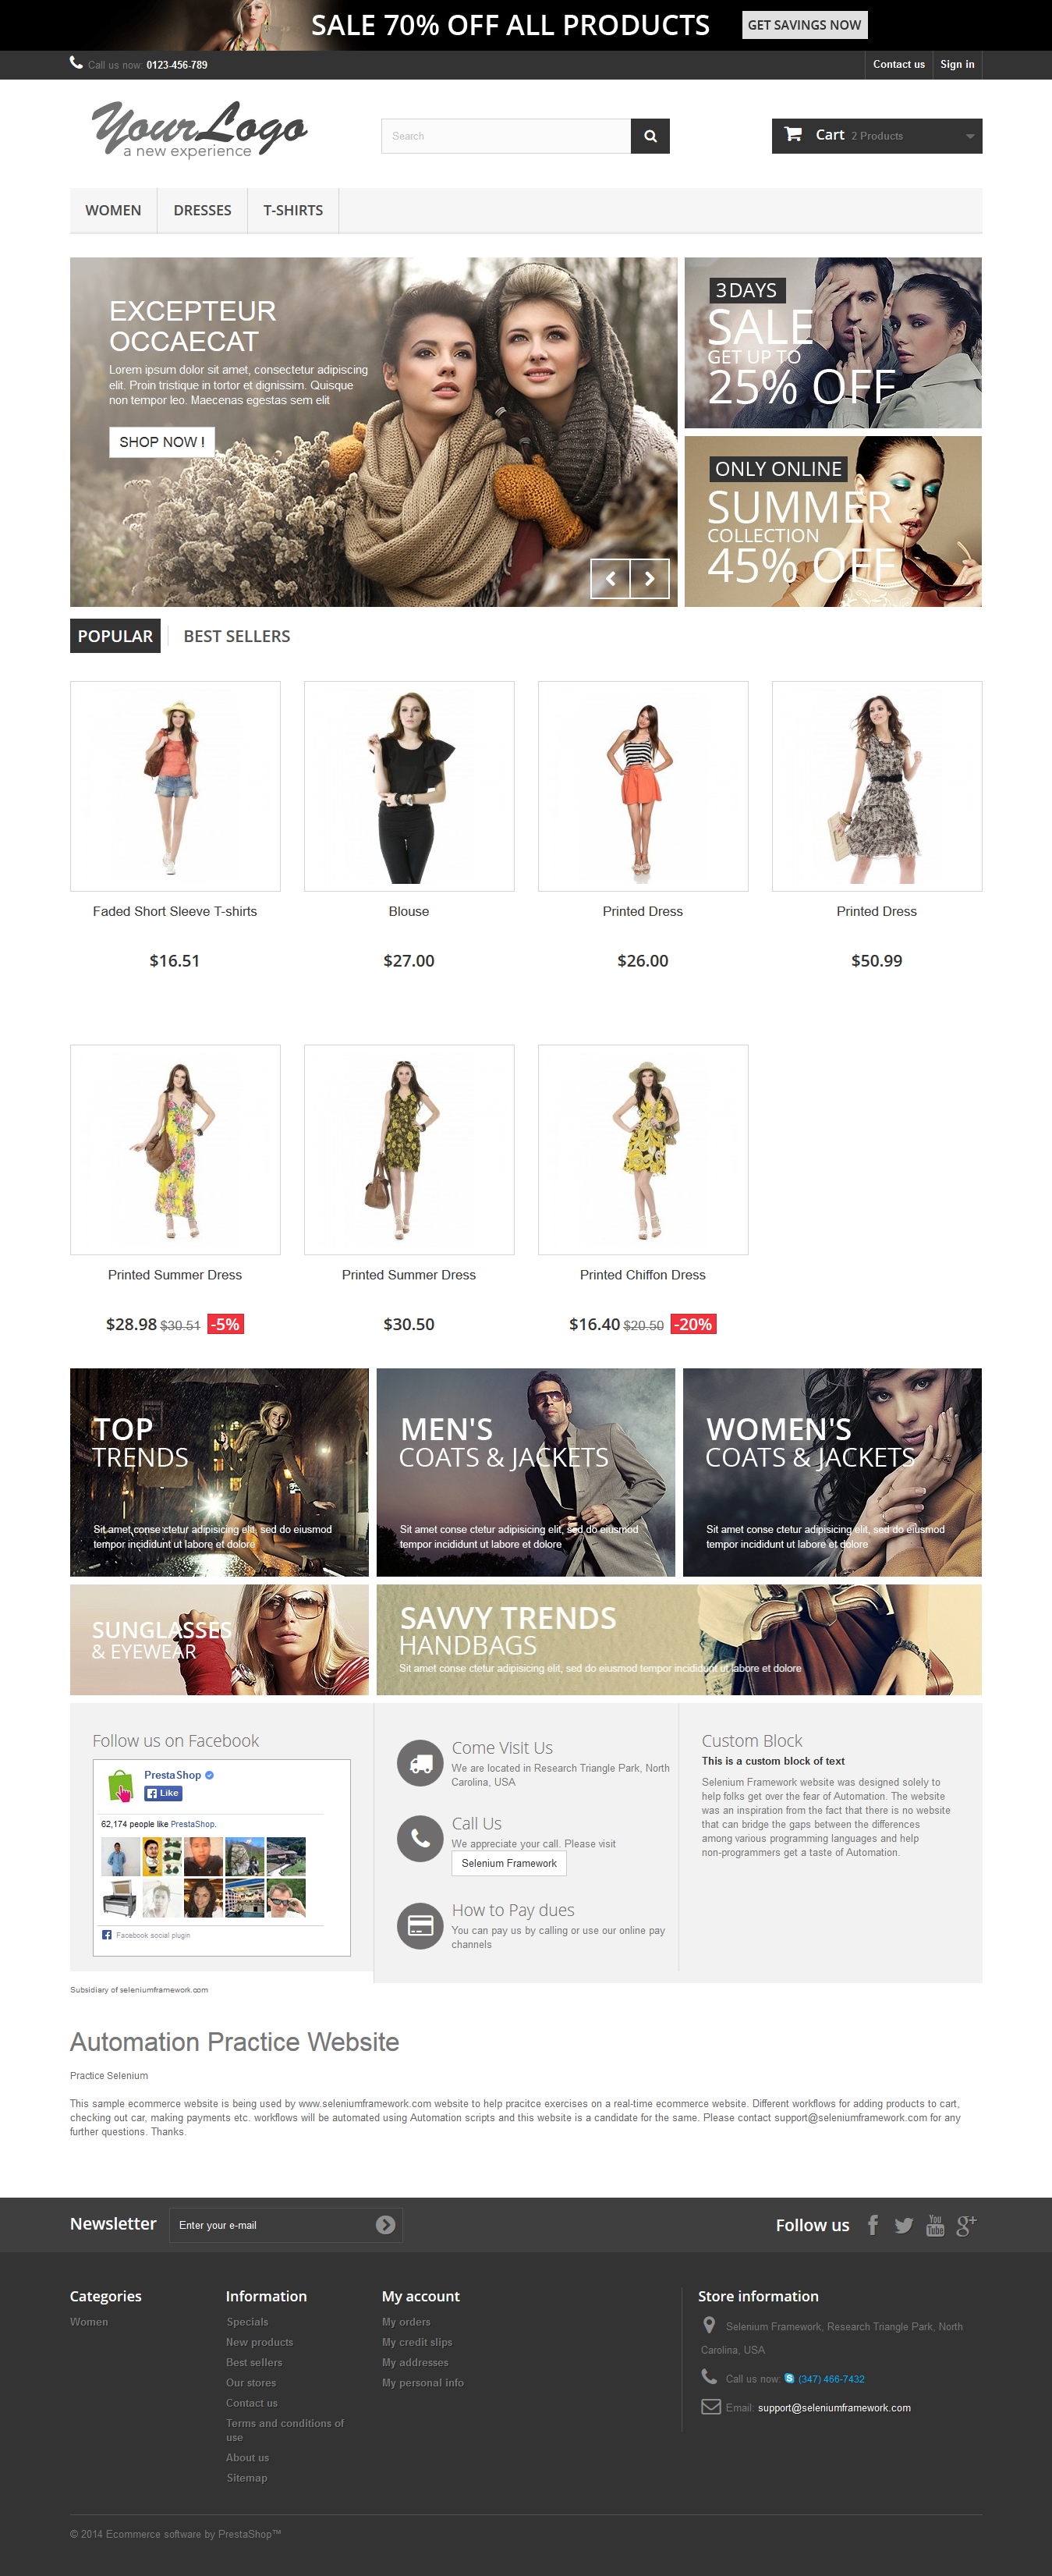 SALE 70% OFF ALL PRODUCTS GET SAVINGS NOW
Call us now: 0123-456-789 Contact us Sign in
YourLogo
a new experience
Search
Cart 2 Products
WOMEN DRESSES T-SHIRTS
EXCEPTEUR
OCCAECAT
Lorem ipsum dolor sit amet, consectetur adipiscing
elit. Proin tristique in tortor et dignissim. Quisque
non tempor leo. Maecenas egestas sem elit
SHOP NOW !
3 DAYS
SALE
GET UP TO
25% OFF
ONLY ONLINE
SUMMER
COLLECTION
45% OFF
POPULAR BEST SELLERS
Faded Short Sleeve T-shirts Blouse Printed Dress Printed Dress
$16.51 $27.00 $26.00 $50.99
Printed Summer Dress Printed Summer Dress Printed Chiffon Dress
$28.98 $30.51 -5% $30.50 $16.40 $20.50 -20%
TOP
TRENDS
Sit amet conse ctetur adipisicing elit, sed do eiusmod
tempor incididunt ut labore et dolore
MEN'S
COATS & JACKETS
Sit amet conse ctetur adipisicing elit, sed do eiusmod
tempor incididunt ut labore et dolore
WOMEN'S
COATS & JACKETS
Sit amet conse ctetur adipisicing elit, sed do eiusmod
tempor incididunt ut labore et dolore
SUNGLASSES
& EYEWEAR
SAVVY TRENDS
HANDBAGS
Sit amet conse ctetur adipisicing elit, sed do eiusmod tempor incididunt ut labore et dolore
Follow us on Facebook
PrestaShop
Like
62,174 people like PrestaShop.
Facebook social plugin
Come Visit Us
We are located in Research Triangle Park, North
Carolina, USA
Call Us
We appreciate your call. Please visit
Selenium Framework
How to Pay dues
You can pay us by calling or use our online pay
channels
Custom Block
This is a custom block of text
Selenium Framework website was designed solely to
help folks get over the fear of Automation. The website
was an inspiration from the fact that there is no website
that can bridge the gaps between the differences
among various programming languages and help
non-programmers get a taste of Automation.
Subsidiary of seleniumframework.com
Automation Practice Website
Practice Selenium
This sample ecommerce website is being used by www.seleniumframework.com website to help pracitce exercises on a real-time ecommerce website. Different workflows for adding products to cart,
checking out car, making payments etc. workflows will be automated using Automation scripts and this website is a candidate for the same. Please contact support@seleniumframework.com for any
further questions. Thanks.
Newsletter Enter your e-mail Follow us You Tube g+
Categories
Women
Information
Specials
New products
Best sellers
Our stores
Contact us
Terms and conditions of
use
About us
Sitemap
My account
My orders
My credit slips
My addresses
My personal info
Store information
Selenium Framework, Research Triangle Park, North
Carolina, USA
Call us now: (347) 466-7432
Email: support@seleniumframework.com
© 2014 Ecommerce software by PrestaShop™